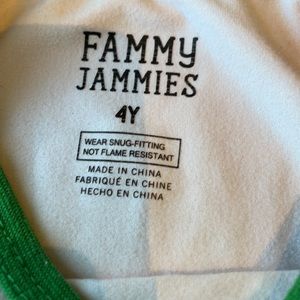 FAMMY
JAMMIES
4Y
WEAR SNUG-FITTING
NOT FLAME RESISTANT
MADE IN CHINA
FABRIQUÉ EN CHINE
HECHO EN CHINA